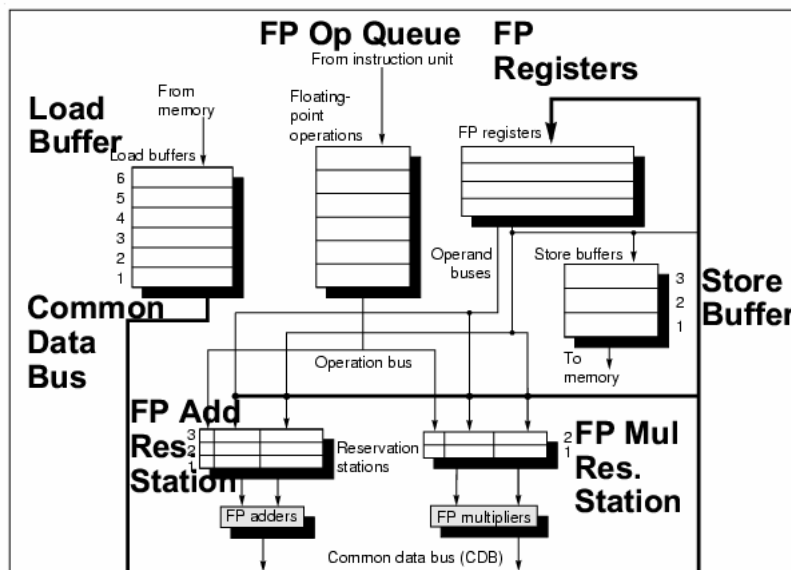 FP Op Queue
From instruction unit
FP
Registers
Load
Buffer
From
memory
Load buffers
6
5
4
3
2
1
Floating-
point
operations
FP registers
Operand
buses
Store buffers
3
2
1
Store
Buffer
To
memory
Common
Data
Bus
Operation bus
FP Add
Res.
Station
3
2
1
Reservation
stations
2
1
FP Mul
Res.
Station
FP adders
FP multipliers
Common data bus (CDB)